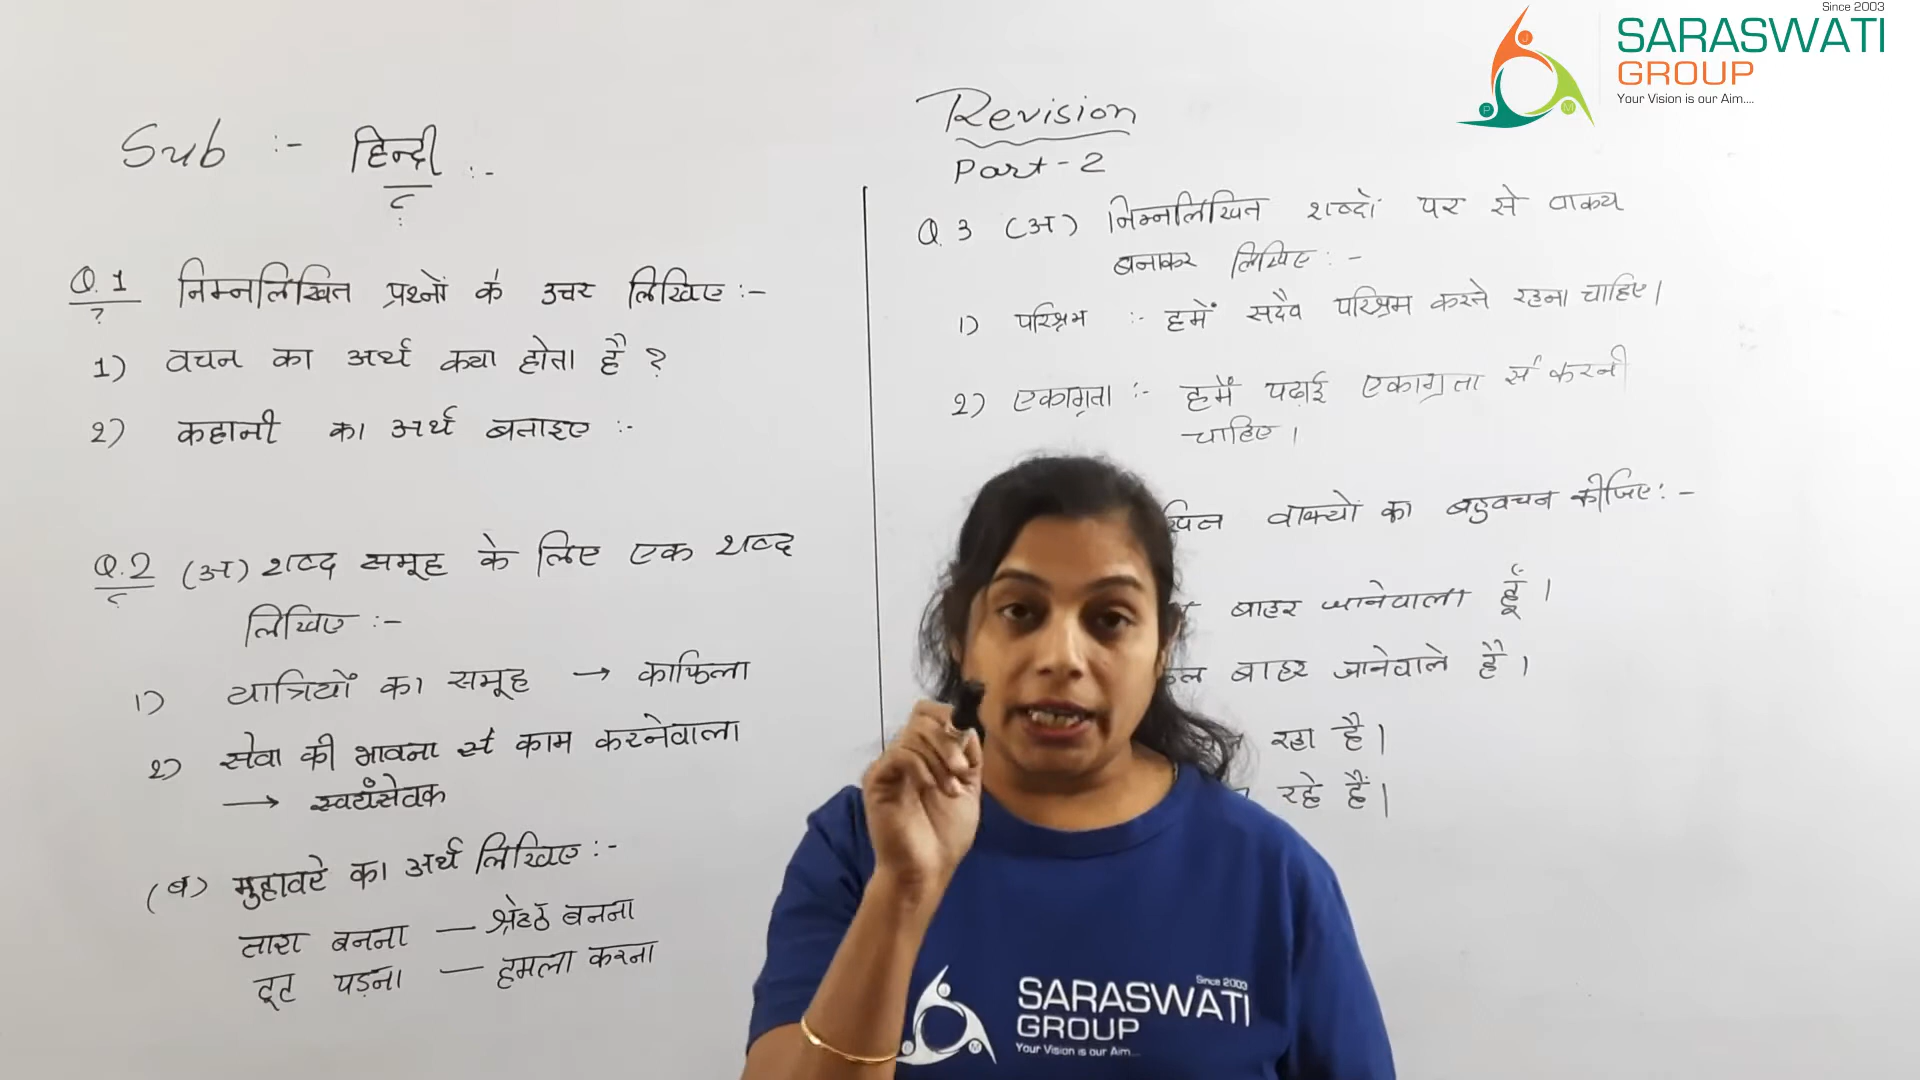 Since 2003
SARASWATI
GROUP
Your Vision is our Aim....
Sub :- हिन्दी :-
Q.1 निम्नलिखित प्रश्नों के उत्तर लिखिए :-
1) वचन का अर्थ क्या होता है ?
2) कहानी का अर्थ बताइए :-
Q.2 (अ) शब्द समूह के लिए एक शब्द
लिखिए :-
1) यात्रियों का समूह → काफिला
2) सेवा की भावना से काम करनेवाला
→ स्वयंसेवक
(ब) मुहावरे का अर्थ लिखिए :-
तारा बनना — श्रेष्ठ बनना
टूट पड़ना — हमला करना
Revision
Part-2
Q.3 (अ) निम्नलिखित शब्दों पर से वाक्य
बनाकर लिखिए :-
1) परिश्रम :- हमें सदैव परिश्रम करते रहना चाहिए।
2) एकाग्रता :- हमें पढ़ाई एकाग्रता से करनी
चाहिए।
वाक्यों का बहुवचन कीजिए :-
बाहर जानेवाला हूँ।
बाहर जानेवाले हैं।
रहा है।
रहे हैं।
Since 2003
SARASWATI
GROUP
Your Vision is our Aim...